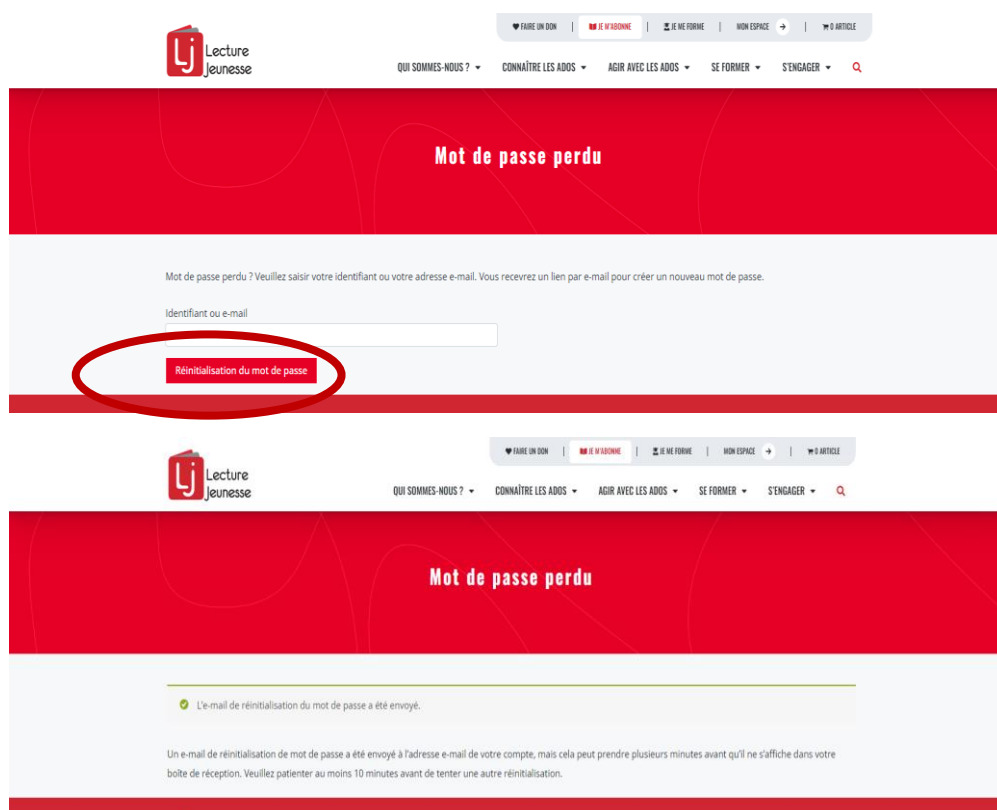 FAIRE UN DON | JE M'ABONNE | JE ME FORME | MON ESPACE | 0 ARTICLE
Lj Lecture Jeunesse
QUI SOMMES-NOUS ? CONNAÎTRE LES ADOS AGIR AVEC LES ADOS SE FORMER S'ENGAGER
Mot de passe perdu
Mot de passe perdu ? Veuillez saisir votre identifiant ou votre adresse e-mail. Vous recevrez un lien par e-mail pour créer un nouveau mot de passe.
Identifiant ou e-mail
Réinitialisation du mot de passe
FAIRE UN DON | JE M'ABONNE | JE ME FORME | MON ESPACE | 0 ARTICLE
Lj Lecture Jeunesse
QUI SOMMES-NOUS ? CONNAÎTRE LES ADOS AGIR AVEC LES ADOS SE FORMER S'ENGAGER
Mot de passe perdu
L'e-mail de réinitialisation du mot de passe a été envoyé.
Un e-mail de réinitialisation de mot de passe a été envoyé à l'adresse e-mail de votre compte, mais cela peut prendre plusieurs minutes avant qu'il ne s'affiche dans votre
boîte de réception. Veuillez patienter au moins 10 minutes avant de tenter une autre réinitialisation.